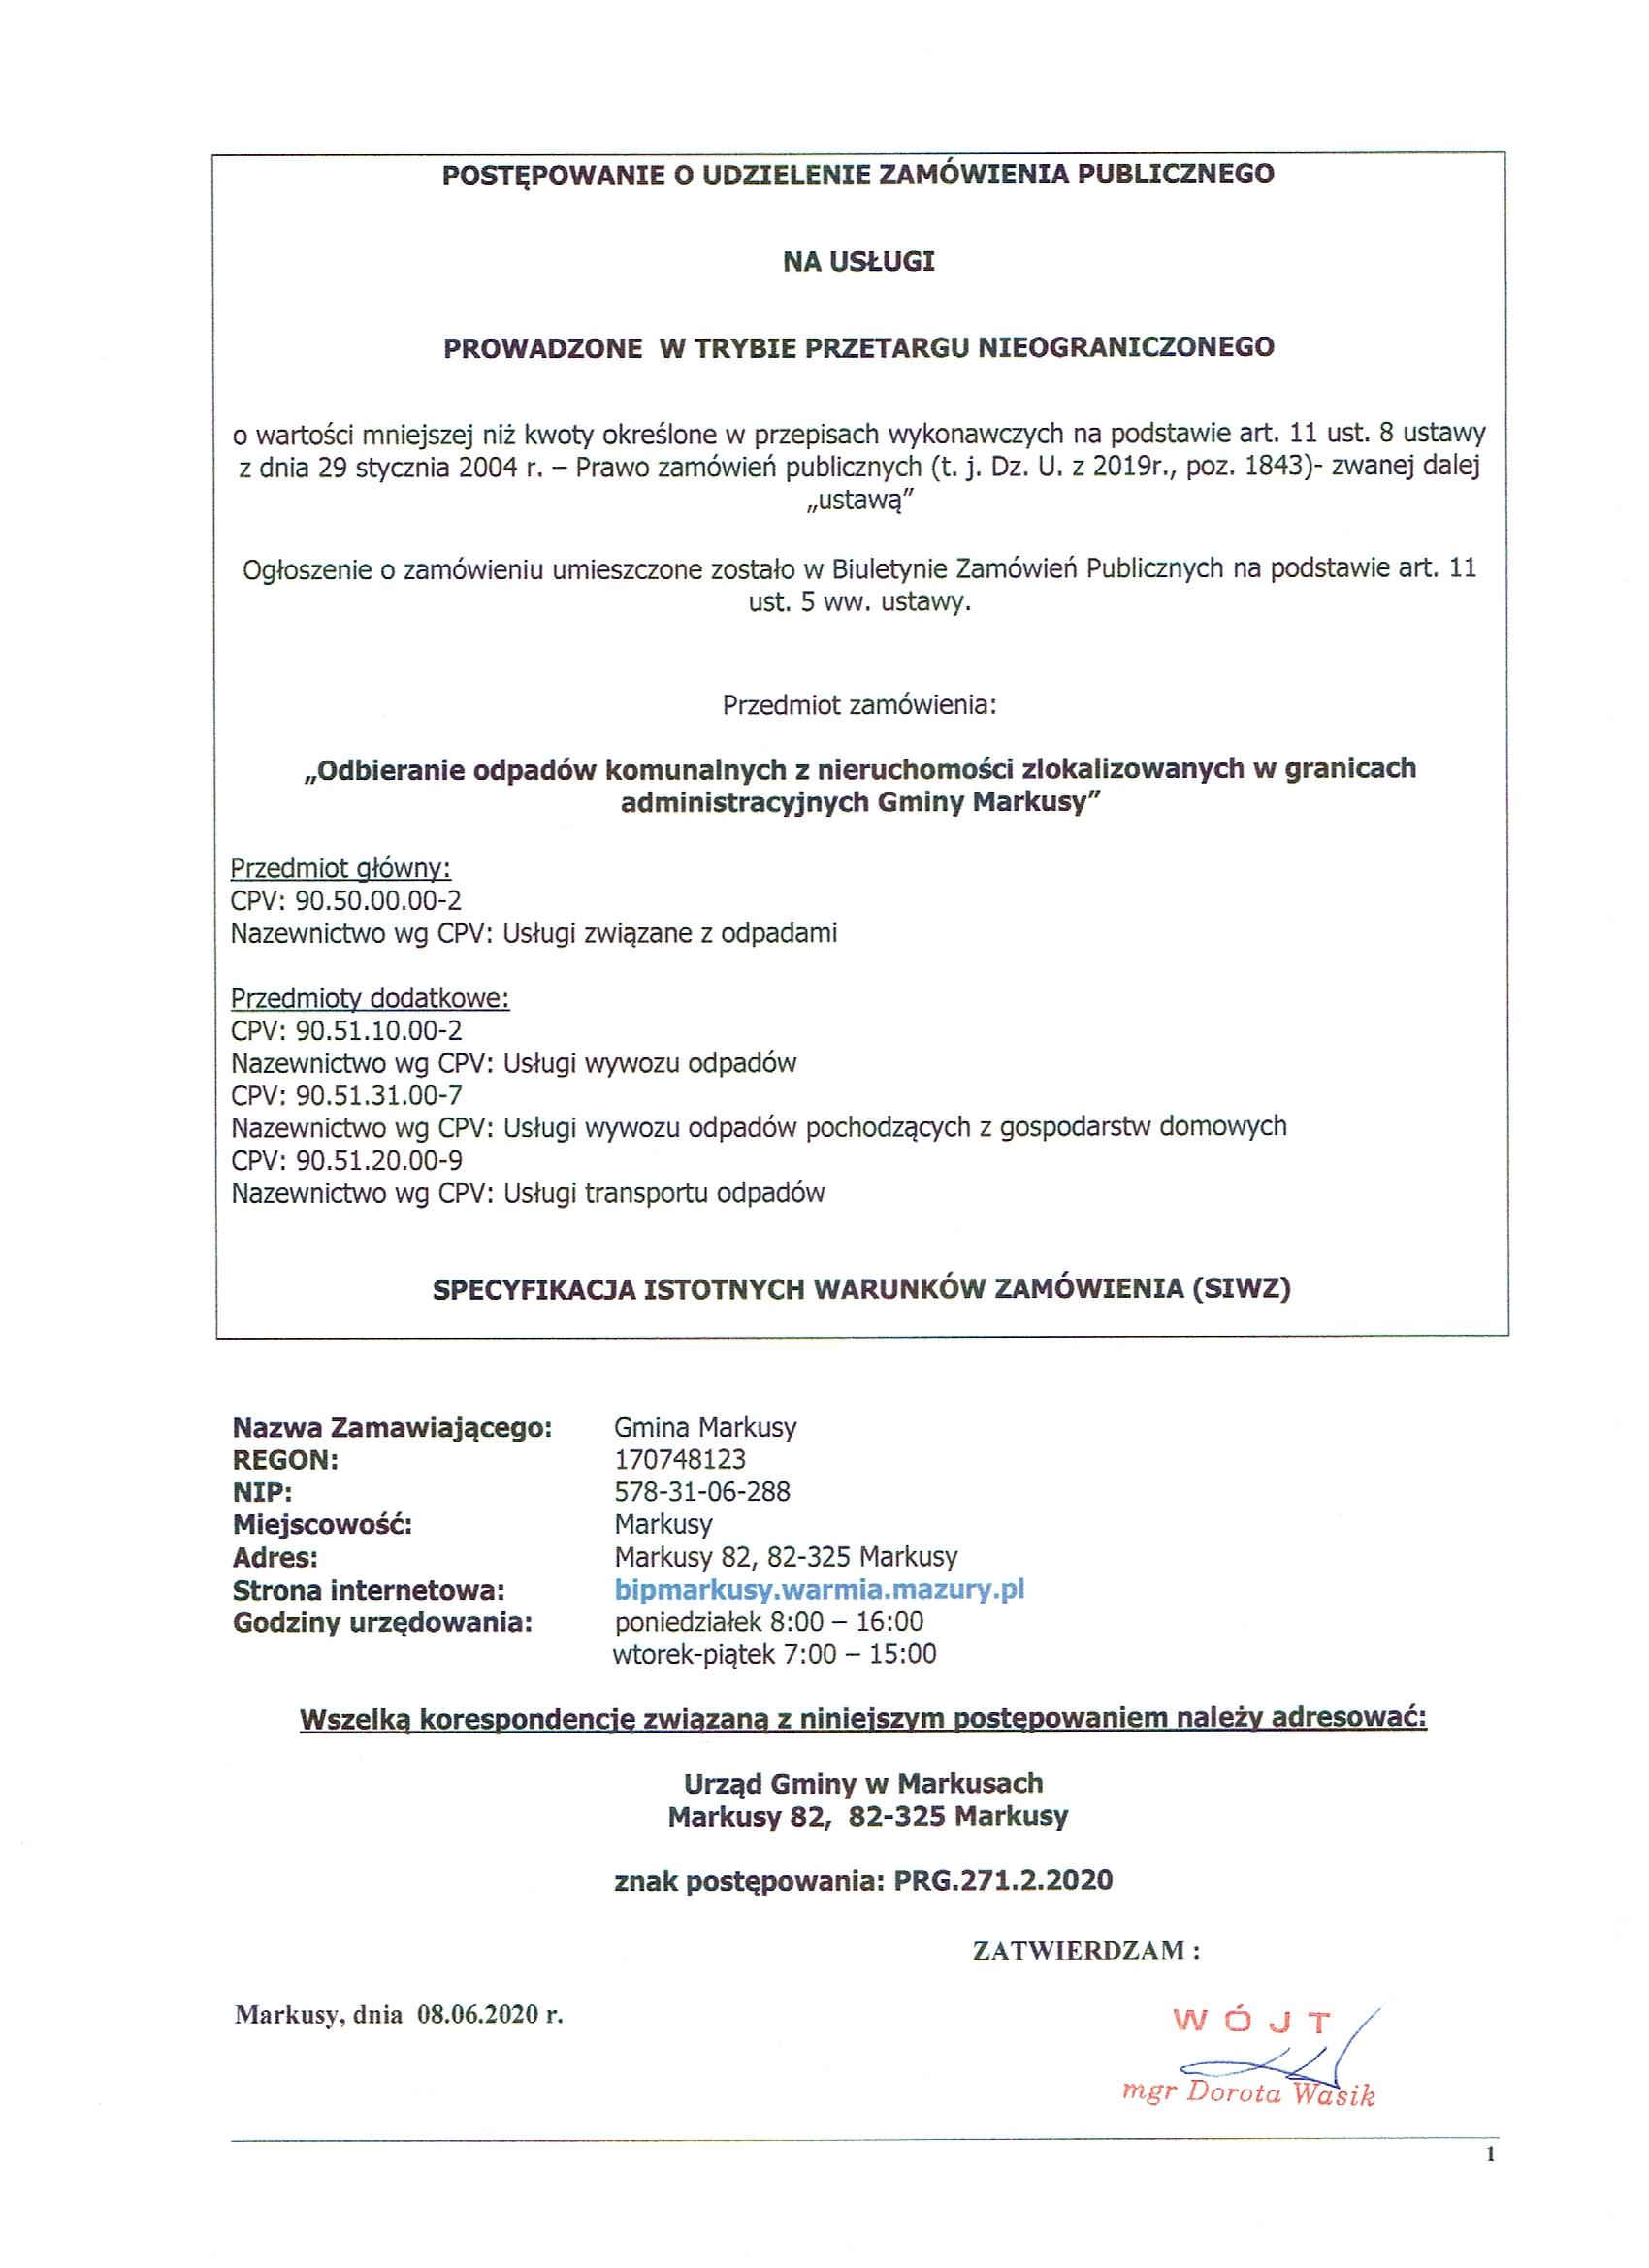 POSTĘPOWANIE O UDZIELENIE ZAMÓWIENIA PUBLICZNEGO
NA USŁUGI
PROWADZONE W TRYBIE PRZETARGU NIEOGRANICZONEGO
o wartości mniejszej niż kwoty określone w przepisach wykonawczych na podstawie art. 11 ust. 8 ustawy
z dnia 29 stycznia 2004 r. – Prawo zamówień publicznych (t. j. Dz. U. z 2019r., poz. 1843)- zwanej dalej
„ustawą”
Ogłoszenie o zamówieniu umieszczone zostało w Biuletynie Zamówień Publicznych na podstawie art. 11
ust. 5 ww. ustawy.
Przedmiot zamówienia:
„Odbieranie odpadów komunalnych z nieruchomości zlokalizowanych w granicach
administracyjnych Gminy Markusy”
Przedmiot główny:
CPV: 90.50.00.00-2
Nazewnictwo wg CPV: Usługi związane z odpadami
Przedmioty dodatkowe:
CPV: 90.51.10.00-2
Nazewnictwo wg CPV: Usługi wywozu odpadów
CPV: 90.51.31.00-7
Nazewnictwo wg CPV: Usługi wywozu odpadów pochodzących z gospodarstw domowych
CPV: 90.51.20.00-9
Nazewnictwo wg CPV: Usługi transportu odpadów
SPECYFIKACJA ISTOTNYCH WARUNKÓW ZAMÓWIENIA (SIWZ)
Nazwa Zamawiającego: Gmina Markusy
REGON: 170748123
NIP: 578-31-06-288
Miejscowość: Markusy
Adres: Markusy 82, 82-325 Markusy
Strona internetowa: bipmarkusy.warmia.mazury.pl
Godziny urzędowania: poniedziałek 8:00 – 16:00
wtorek-piątek 7:00 – 15:00
Wszelką korespondencję związaną z niniejszym postępowaniem należy adresować:
Urząd Gminy w Markusach
Markusy 82, 82-325 Markusy
znak postępowania: PRG.271.2.2020
ZATWIERDZAM :
Markusy, dnia 08.06.2020 r.
WÓJT
mgr Dorota Wasik
1